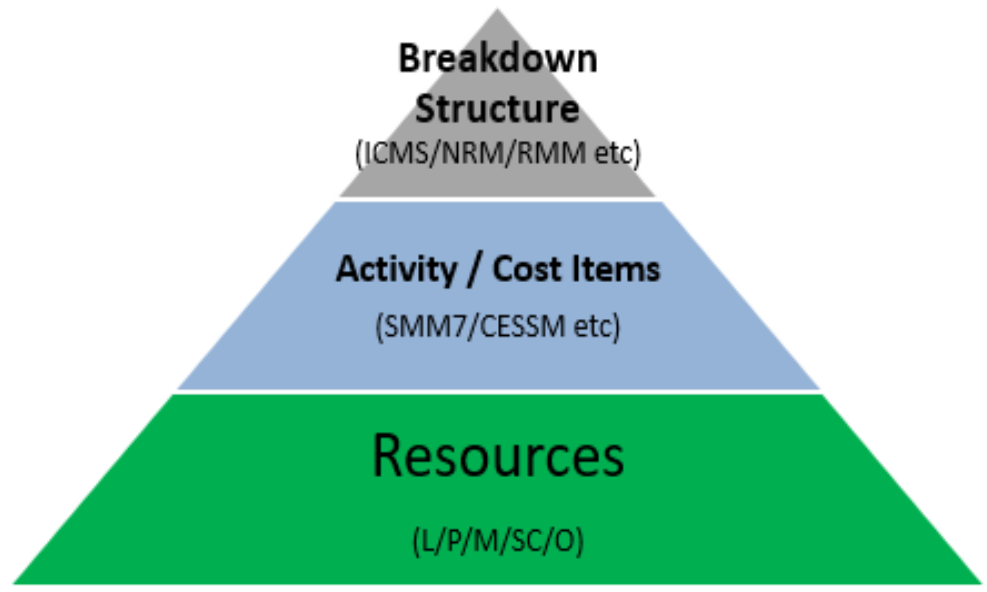 Breakdown
Structure
(ICMS/NRM/RMM etc)
Activity / Cost Items
(SMM7/CESSM etc)
Resources
(L/P/M/SC/O)